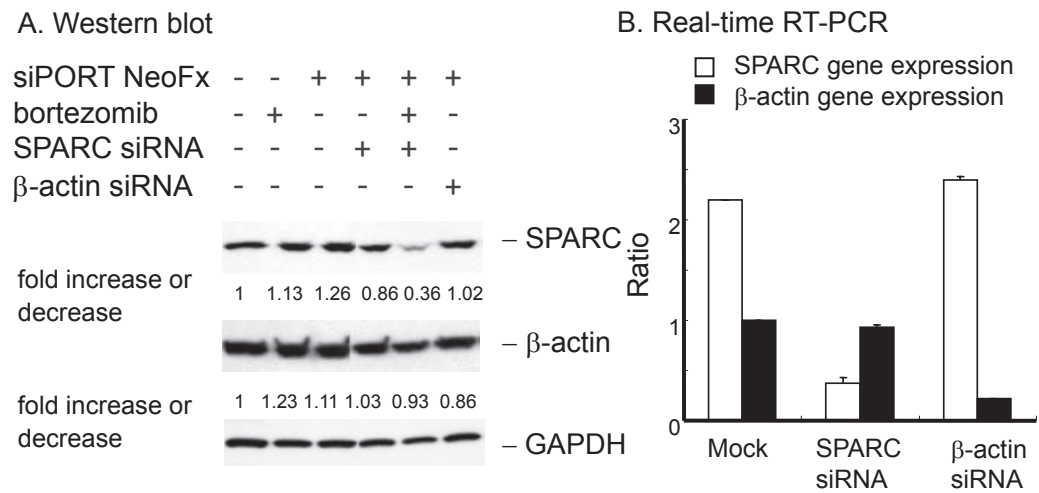 A. Western blot
siPORT NeoFx - - + + + +
bortezomib - + - - + -
SPARC siRNA - - - + + -
β-actin siRNA - - - - - +
– SPARC
fold increase or
decrease
1 1.13 1.26 0.86 0.36 1.02
– β-actin
fold increase or
decrease
1 1.23 1.11 1.03 0.93 0.86
– GAPDH
B. Real-time RT-PCR
SPARC gene expression
β-actin gene expression
Ratio
3
2
1
0
Mock
SPARC
siRNA
β-actin
siRNA